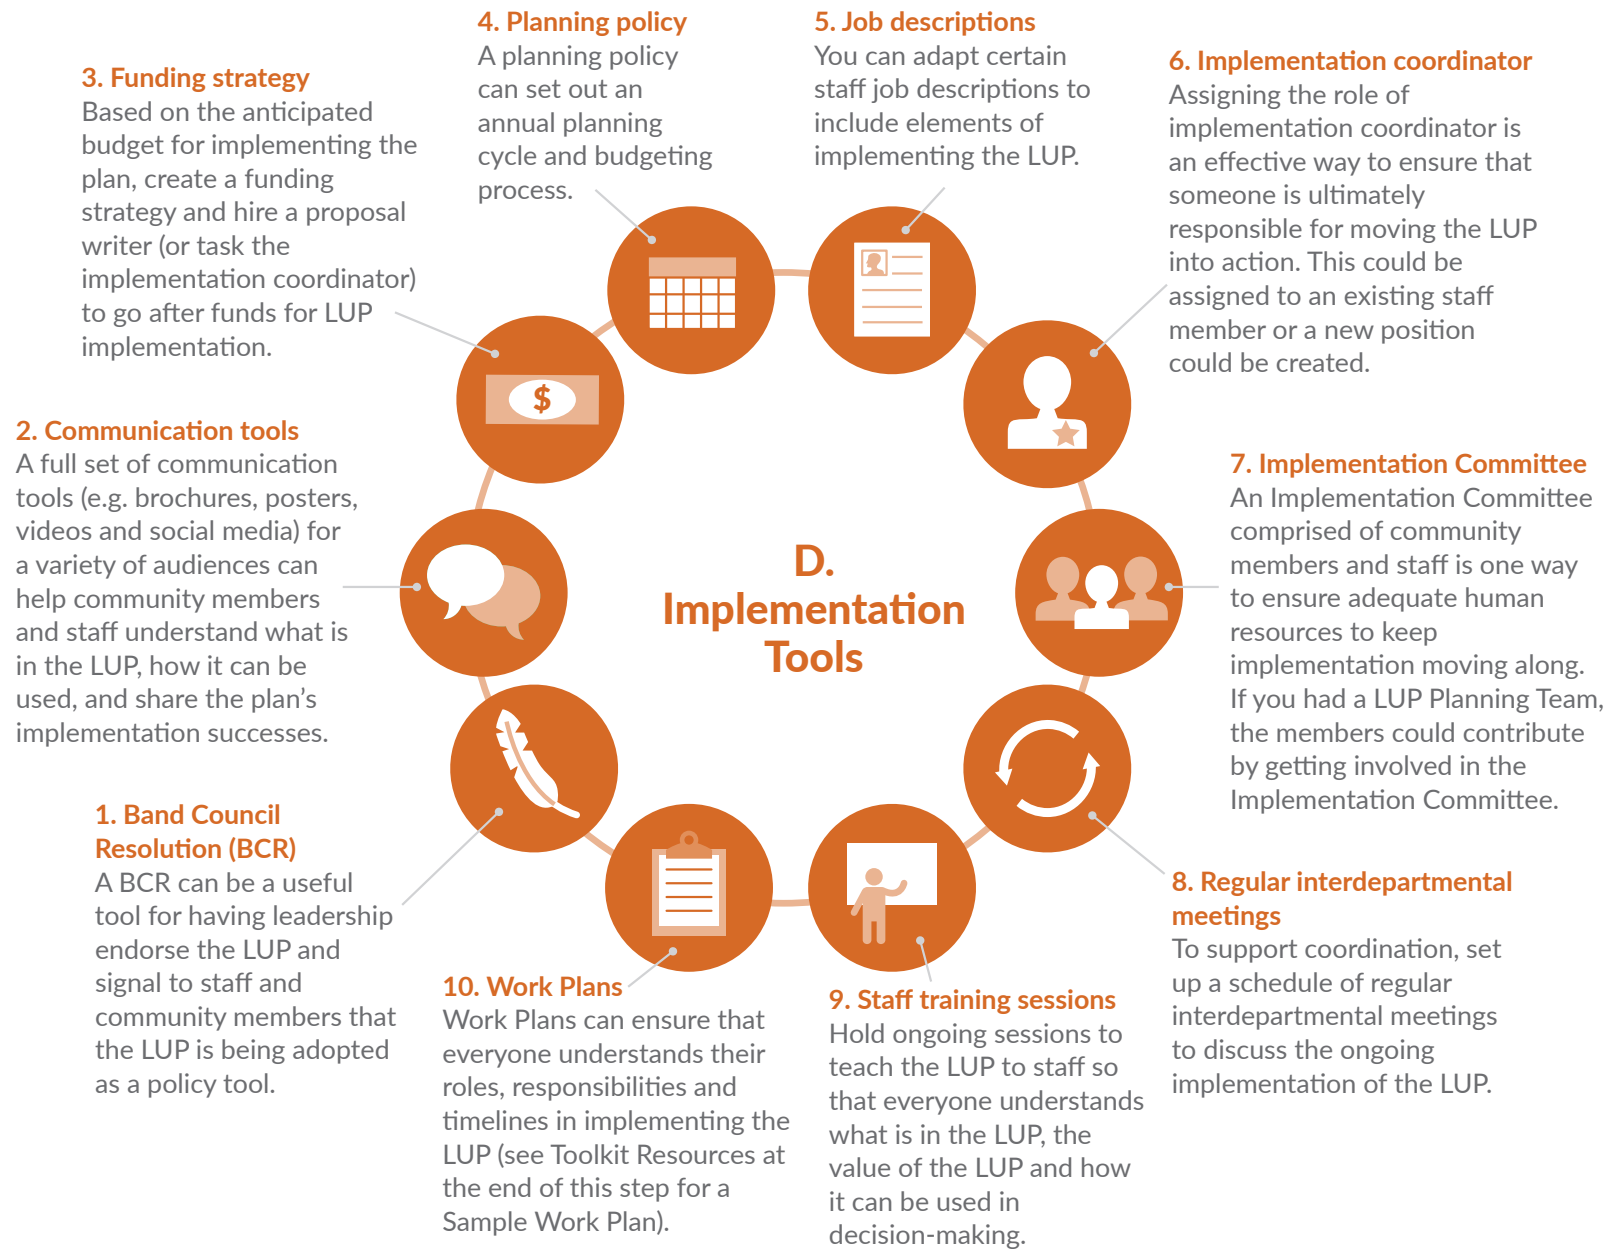 D.
Implementation
Tools
1. Band Council
Resolution (BCR)
A BCR can be a useful
tool for having leadership
endorse the LUP and
signal to staff and
community members that
the LUP is being adopted
as a policy tool.
2. Communication tools
A full set of communication
tools (e.g. brochures, posters,
videos and social media) for
a variety of audiences can
help community members
and staff understand what is
in the LUP, how it can be
used, and share the plan’s
implementation successes.
3. Funding strategy
Based on the anticipated
budget for implementing the
plan, create a funding
strategy and hire a proposal
writer (or task the
implementation coordinator)
to go after funds for LUP
implementation.
$
4. Planning policy
A planning policy
can set out an
annual planning
cycle and budgeting
process.
5. Job descriptions
You can adapt certain
staff job descriptions to
include elements of
implementing the LUP.
6. Implementation coordinator
Assigning the role of
implementation coordinator is
an effective way to ensure that
someone is ultimately
responsible for moving the LUP
into action. This could be
assigned to an existing staff
member or a new position
could be created.
7. Implementation Committee
An Implementation Committee
comprised of community
members and staff is one way
to ensure adequate human
resources to keep
implementation moving along.
If you had a LUP Planning Team,
the members could contribute
by getting involved in the
Implementation Committee.
8. Regular interdepartmental
meetings
To support coordination, set
up a schedule of regular
interdepartmental meetings
to discuss the ongoing
implementation of the LUP.
9. Staff training sessions
Hold ongoing sessions to
teach the LUP to staff so
that everyone understands
what is in the LUP, the
value of the LUP and how
it can be used in
decision-making.
10. Work Plans
Work Plans can ensure that
everyone understands their
roles, responsibilities and
timelines in implementing the
LUP (see Toolkit Resources at
the end of this step for a
Sample Work Plan).